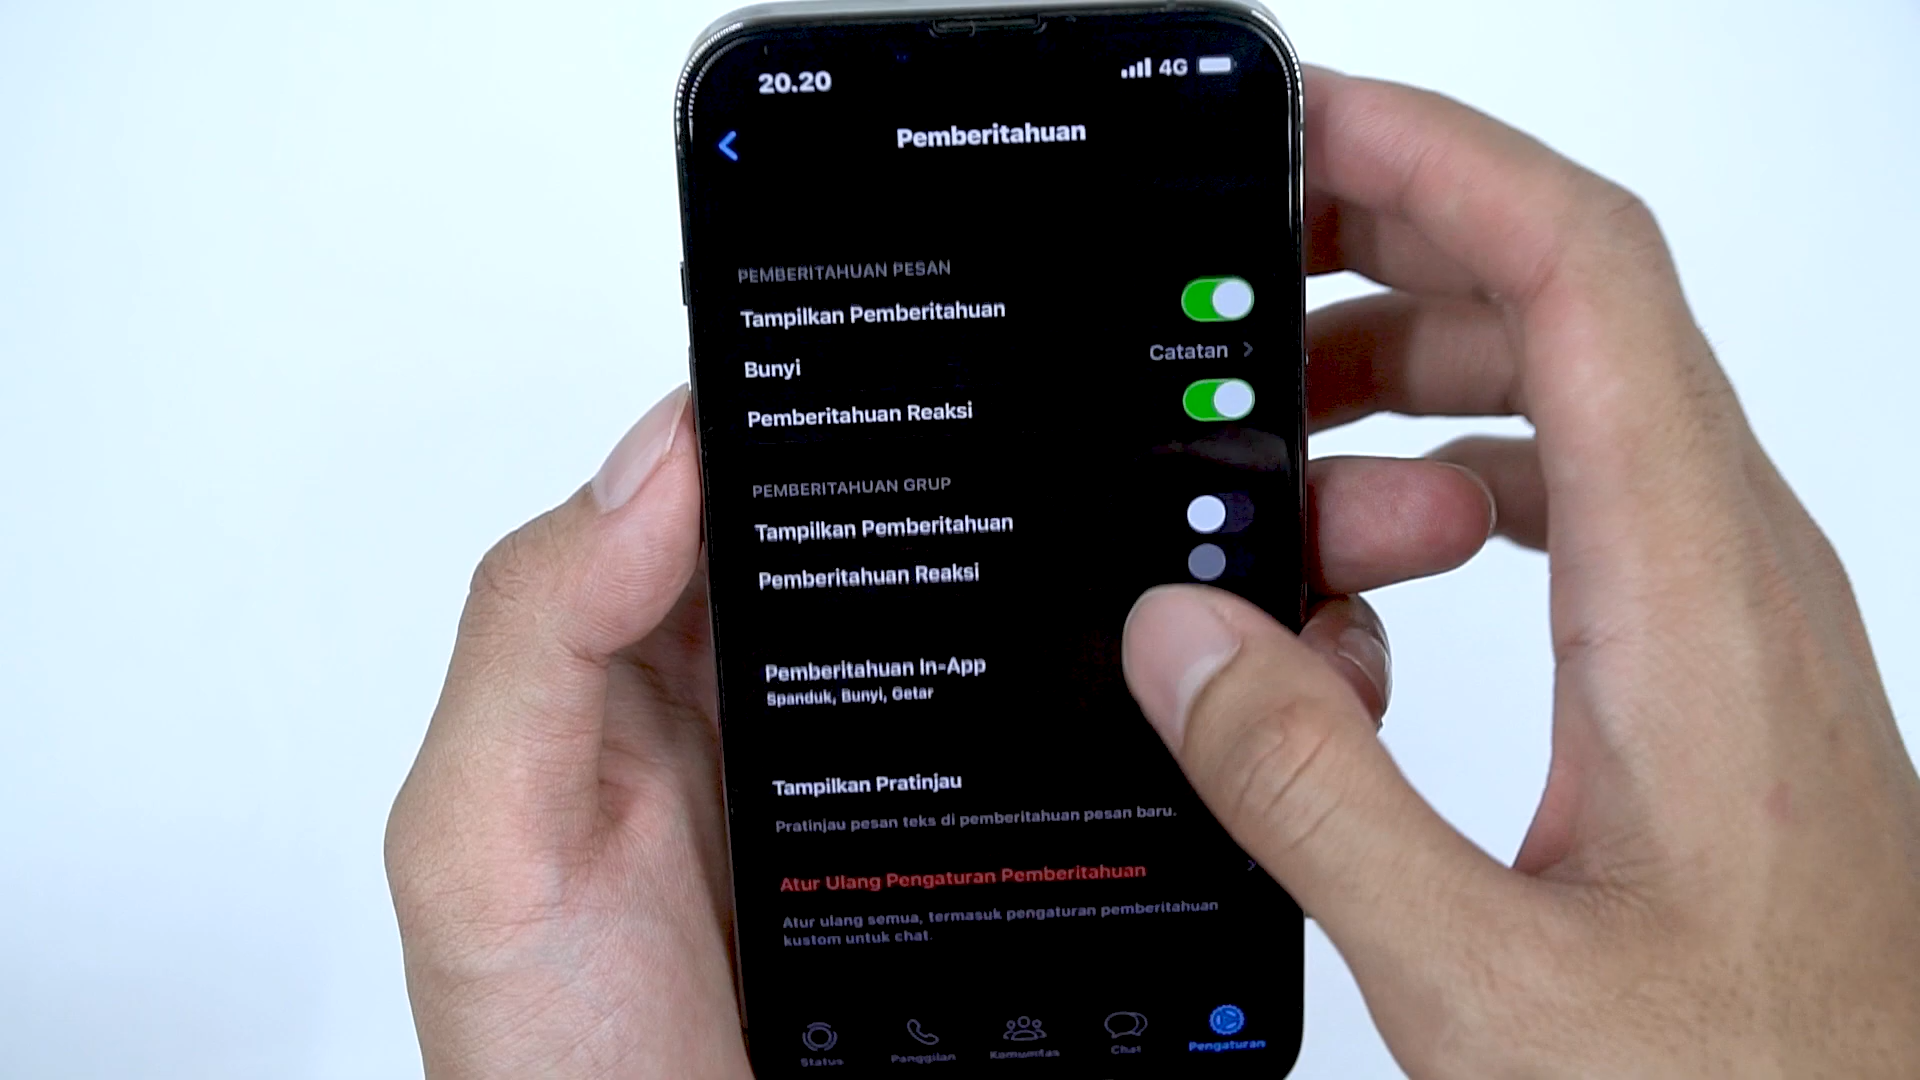 20.20
4G
Pemberitahuan
PEMBERITAHUAN PESAN
Tampilkan Pemberitahuan
Bunyi
Catatan
Pemberitahuan Reaksi
PEMBERITAHUAN GRUP
Tampilkan Pemberitahuan
Pemberitahuan Reaksi
Pemberitahuan In-App
Spanduk, Bunyi, Getar
Tampilkan Pratinjau
Pratinjau pesan teks di pemberitahuan pesan baru.
Atur Ulang Pengaturan Pemberitahuan
Atur ulang semua, termasuk pengaturan pemberitahuan
kustom untuk chat.
Status
Panggilan
Komunitas
Chat
Pengaturan